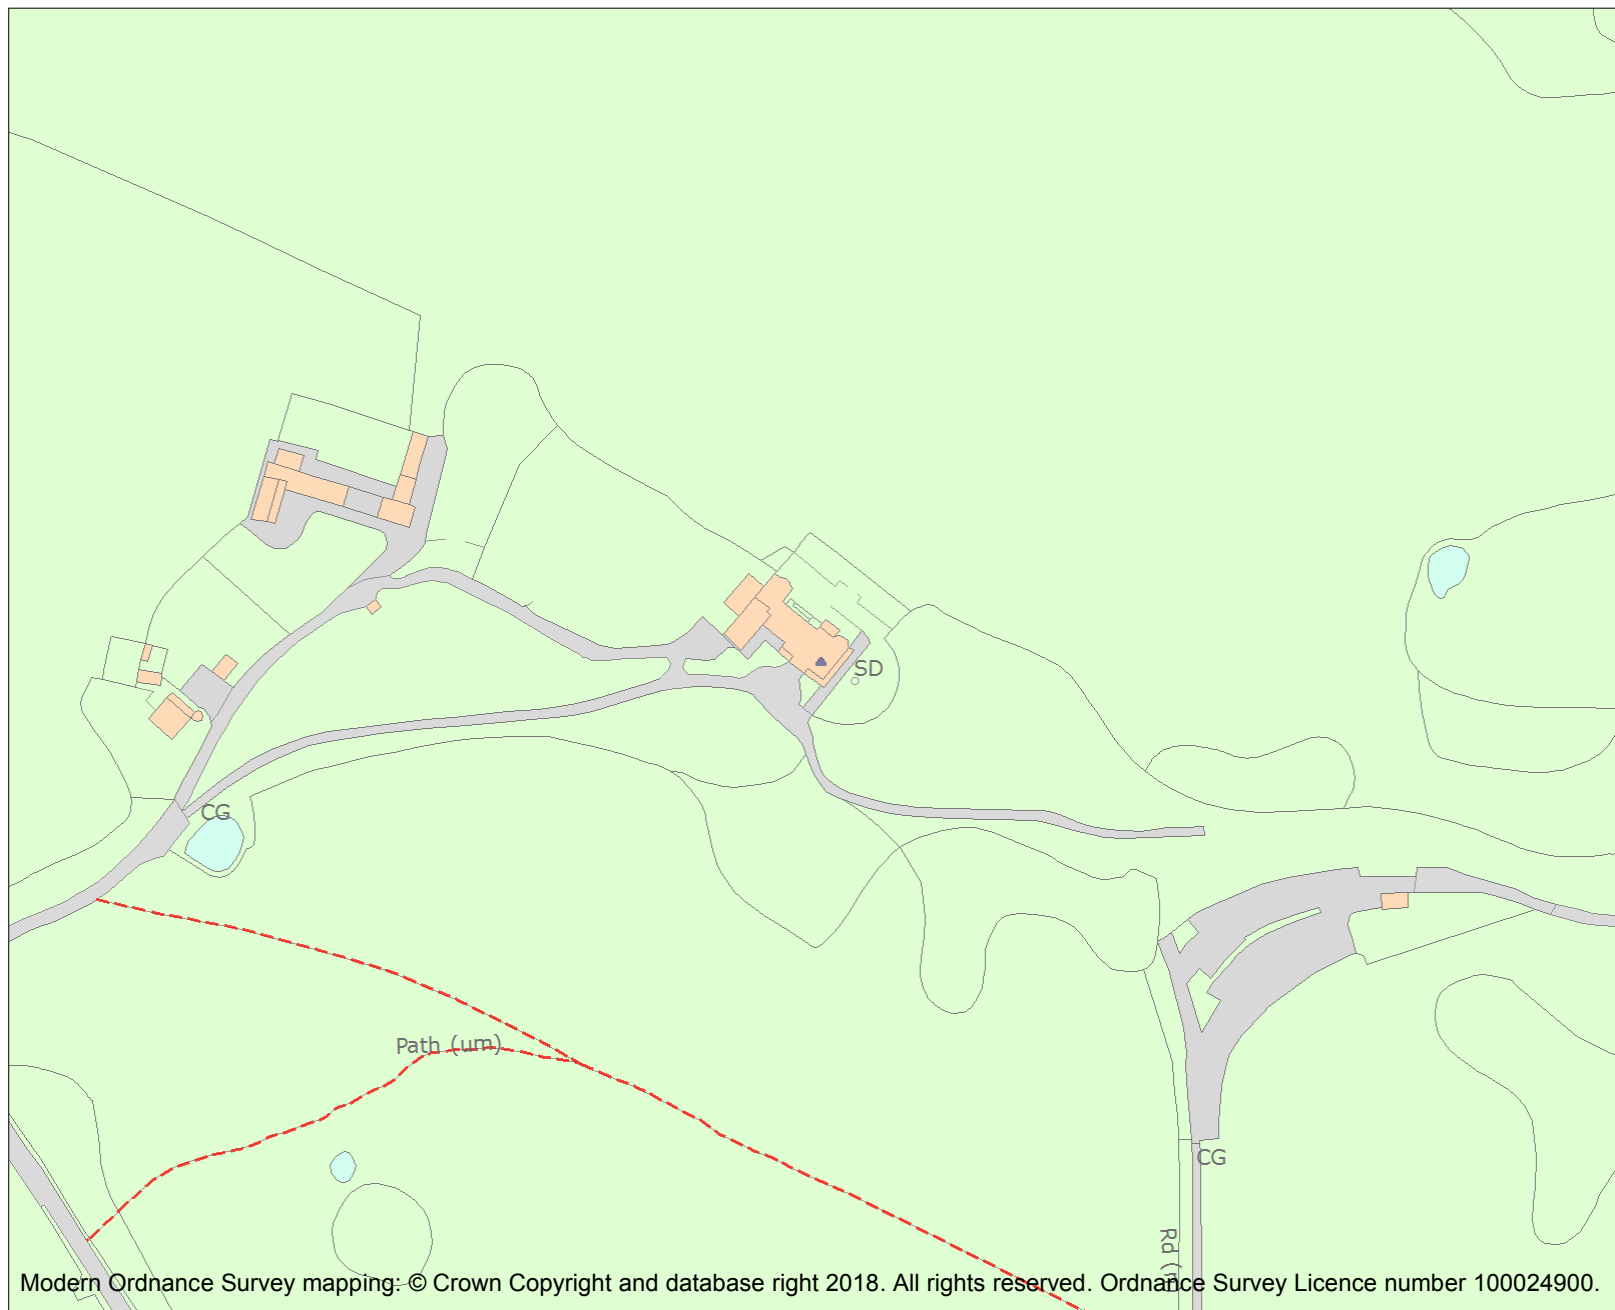 SD
CG
Path (um)
CG
Rd (
Modern Ordnance Survey mapping: © Crown Copyright and database right 2018. All rights reserved. Ordnance Survey Licence number 100024900.